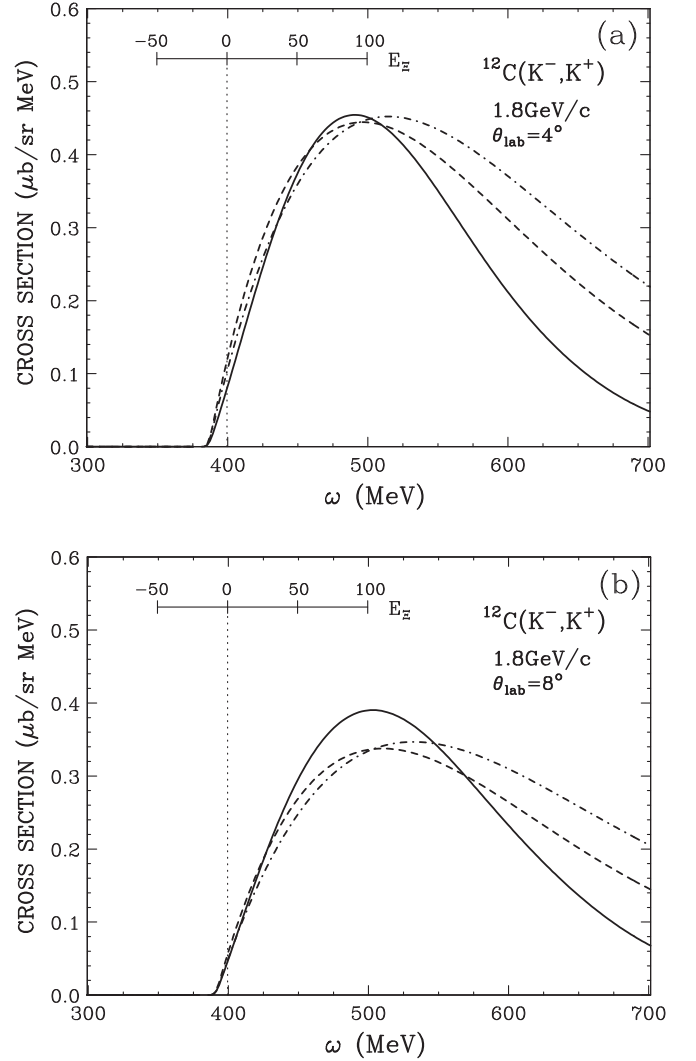 (a)
0.6
0.5
0.4
0.3
0.2
0.1
0.0
CROSS SECTION (μb/sr MeV)
−50 0 50 100
E_Ξ
¹²C(K⁻,K⁺)
1.8GeV/c
θ_lab=4°
300 400 500 600 700
ω (MeV)
(b)
0.6
0.5
0.4
0.3
0.2
0.1
0.0
CROSS SECTION (μb/sr MeV)
−50 0 50 100
E_Ξ
¹²C(K⁻,K⁺)
1.8GeV/c
θ_lab=8°
300 400 500 600 700
ω (MeV)